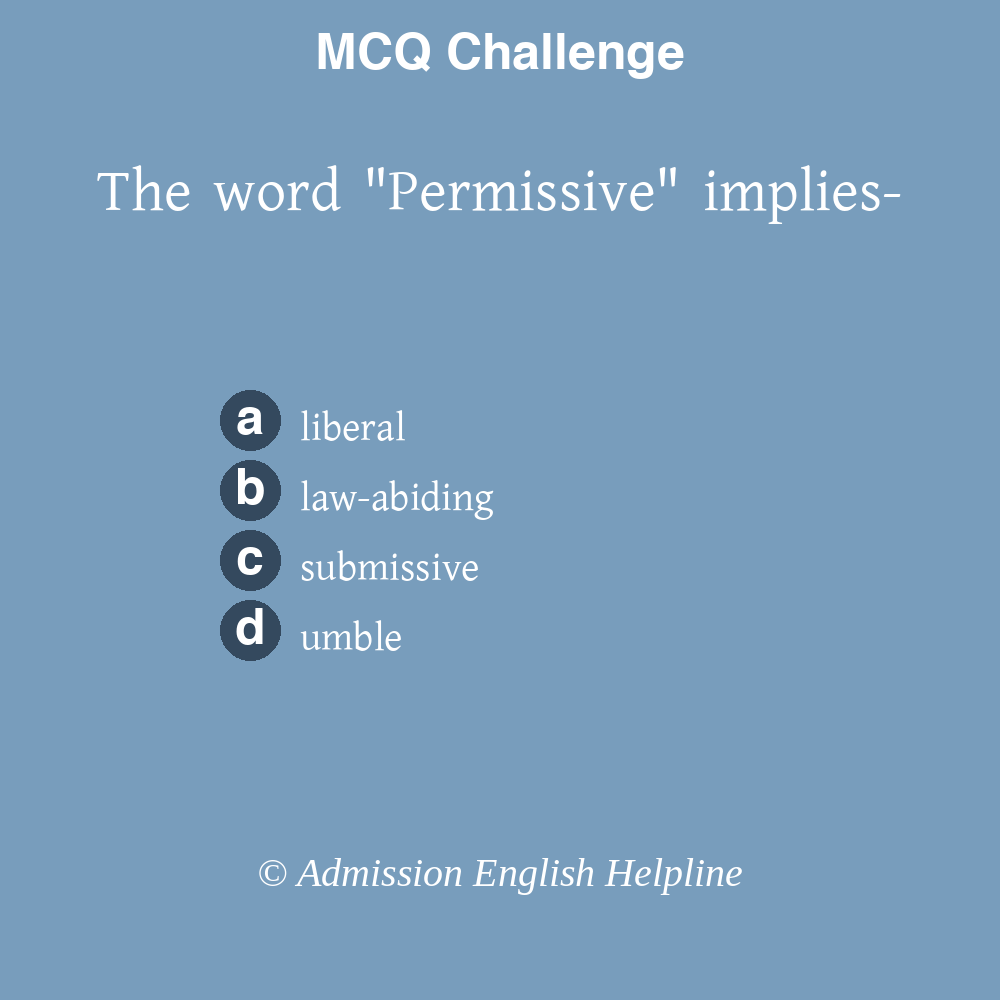 MCQ Challenge
The word "Permissive" implies-
a liberal
b law-abiding
c submissive
d umble
© Admission English Helpline